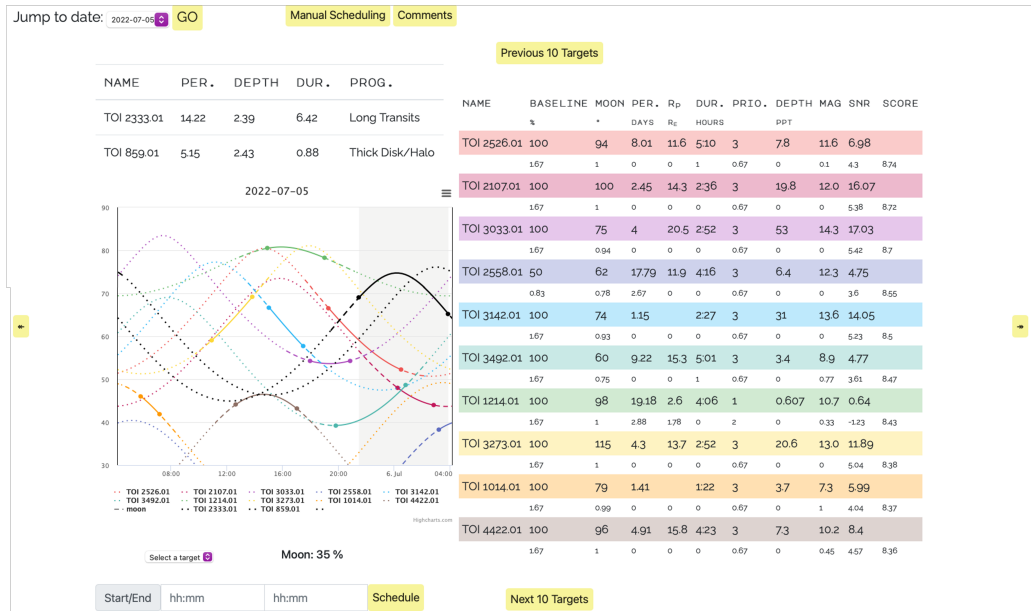 Jump to date: 2022-07-05 GO Manual Scheduling Comments
Previous 10 Targets
NAME PER. DEPTH DUR. PROG.
TOI 2333.01 14.22 2.39 6.42 Long Transits
TOI 859.01 5.15 2.43 0.88 Thick Disk/Halo
2022-07-05
90
80
70
60
50
40
30
08:00 12:00 16:00 20:00 6. Jul 04:00
TOI 2526.01 TOI 2107.01 TOI 3033.01 TOI 2558.01 TOI 3142.01
TOI 3492.01 TOI 1214.01 TOI 3273.01 TOI 1014.01 TOI 4422.01
moon TOI 2333.01 TOI 859.01
Highcharts.com
Select a target Moon: 35 %
Start/End hh:mm hh:mm Schedule
NAME BASELINE MOON PER. Rp DUR. PRIO. DEPTH MAG SNR SCORE
% ° DAYS RE HOURS PPT
TOI 2526.01 100 94 8.01 11.6 5:10 3 7.8 11.6 6.98
1.67 1 0 0 1 0.67 0 0.1 4.3 8.74
TOI 2107.01 100 100 2.45 14.3 2:36 3 19.8 12.0 16.07
1.67 1 0 0 0 0.67 0 0 5.38 8.72
TOI 3033.01 100 75 4 20.5 2:52 3 53 14.3 17.03
1.67 0.94 0 0 0 0.67 0 0 5.42 8.7
TOI 2558.01 50 62 17.79 11.9 4:16 3 6.4 12.3 4.75
0.83 0.78 2.67 0 0 0.67 0 0 3.6 8.55
TOI 3142.01 100 74 1.15 2:27 3 31 13.6 14.05
1.67 0.93 0 0 0 0.67 0 0 5.23 8.5
TOI 3492.01 100 60 9.22 15.3 5:01 3 3.4 8.9 4.77
1.67 0.75 0 0 1 0.67 0 0.77 3.61 8.47
TOI 1214.01 100 98 19.18 2.6 4:06 1 0.607 10.7 0.64
1.67 1 2.88 1.78 0 2 0 0.33 -1.23 8.43
TOI 3273.01 100 115 4.3 13.7 2:52 3 20.6 13.0 11.89
1.67 1 0 0 0 0.67 0 0 5.04 8.38
TOI 1014.01 100 79 1.41 1:22 3 3.7 7.3 5.99
1.67 0.99 0 0 0 0.67 0 1 4.04 8.37
TOI 4422.01 100 96 4.91 15.8 4:23 3 7.3 10.2 8.4
1.67 1 0 0 0 0.67 0 0.45 4.57 8.36
Next 10 Targets